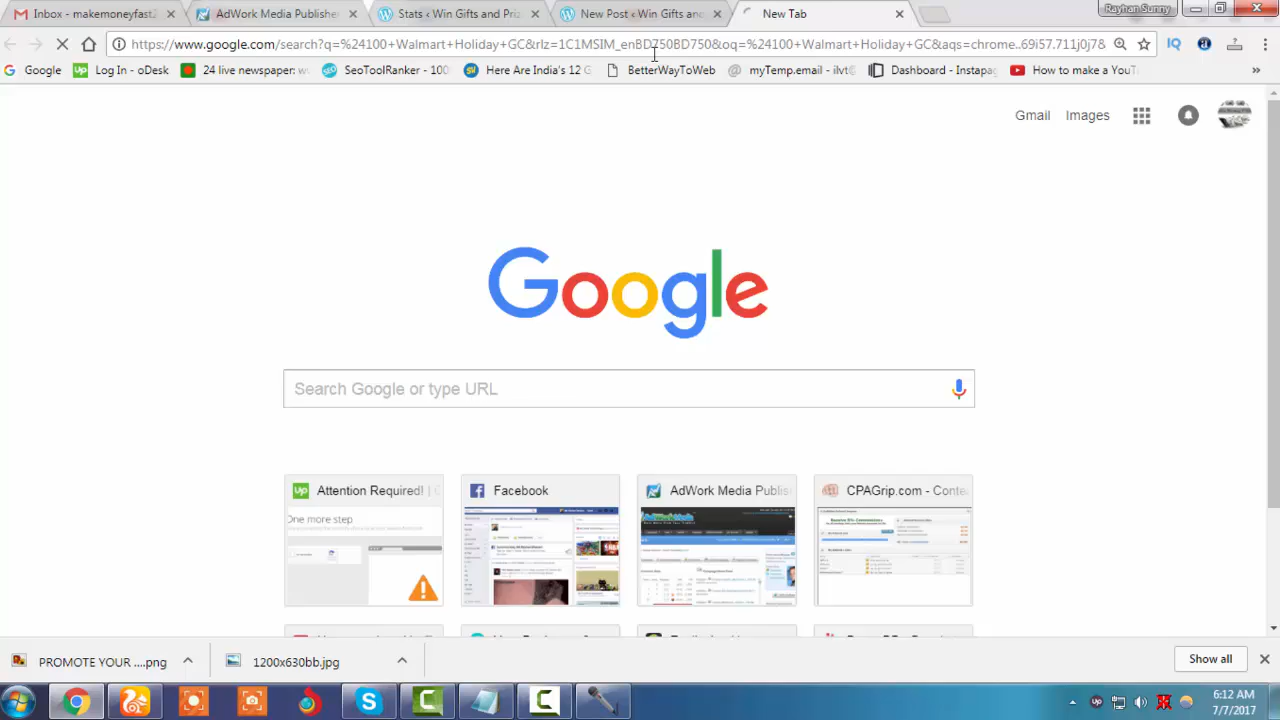 Inbox - makemoneyfast2
AdWork Media Publisher
Stats ‹ Win Gifts and Pri
New Post ‹ Win Gifts and
New Tab
Rayhan Sunny
https://www.google.com/search?q=%24100+Walmart+Holiday+GC&rlz=1C1MSIM_enBD750BD750&oq=%24100+Walmart+Holiday+GC&aqs=chrome..69i57.711j0j7&
Google
Log In - oDesk
24 live newspaper:
SeoToolRanker - 100
Here Are India's 12 G
BetterWayToWeb
myTemp.email - ilvt
Dashboard - Instapag
How to make a YouT
»
Gmail Images
Google
Search Google or type URL
Up Attention Required! |
Facebook
AdWork Media Publis
CPAGrip.com - Conte
One more step
PROMOTE YOUR ....png
1200x630bb.jpg
Show all
6:12 AM
7/7/2017